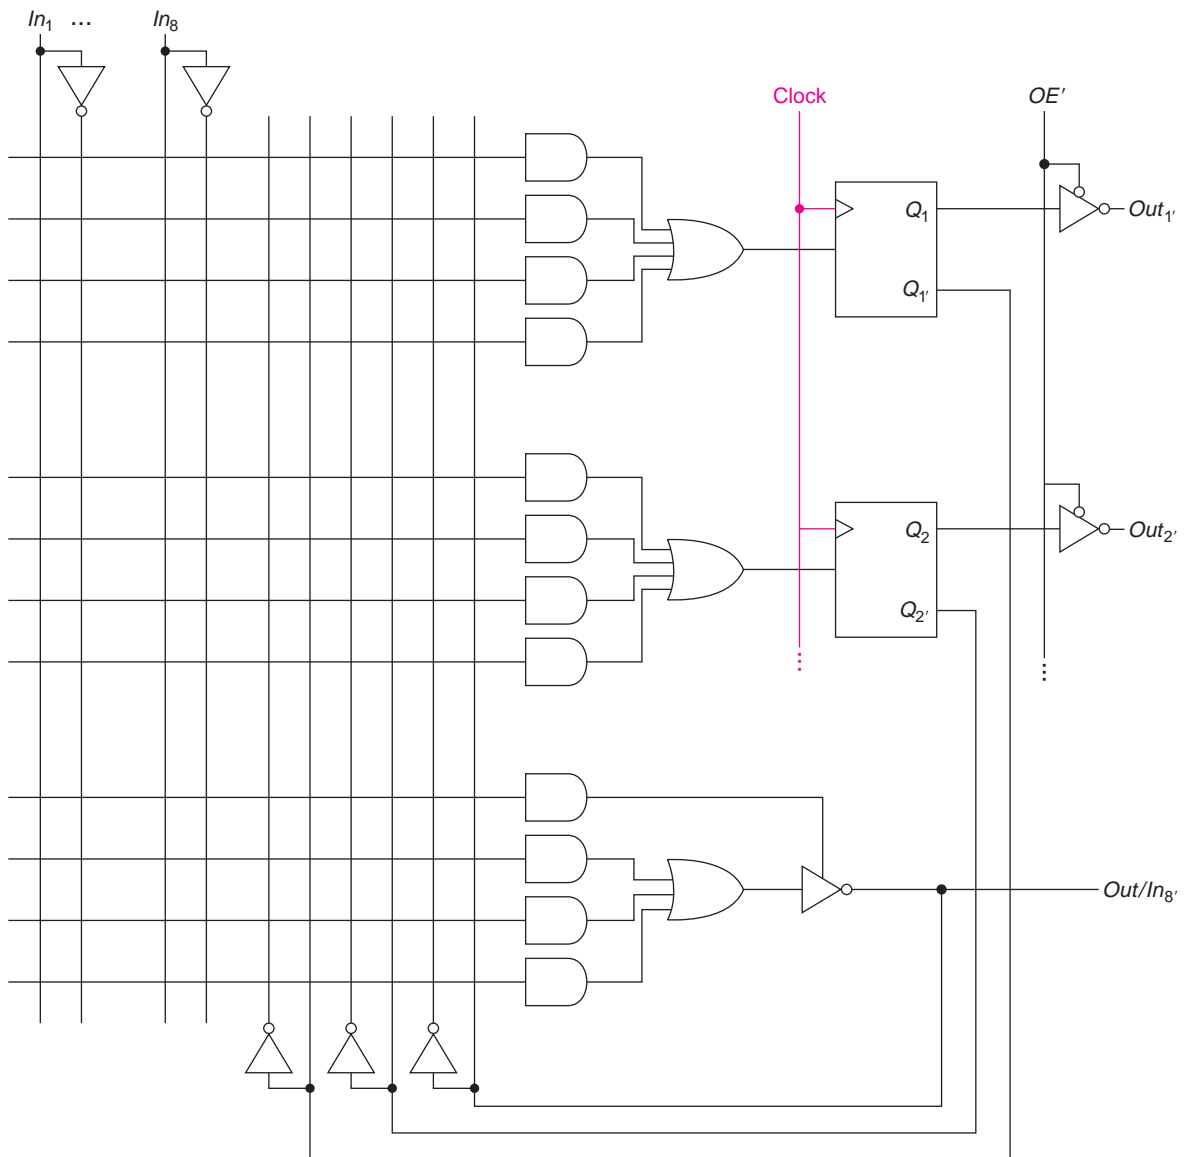 In₁ ... In₈
Clock OE′
Q₁ Out₁′
Q₁′
Q₂ Out₂′
Q₂′
...
...
Out/In₈′